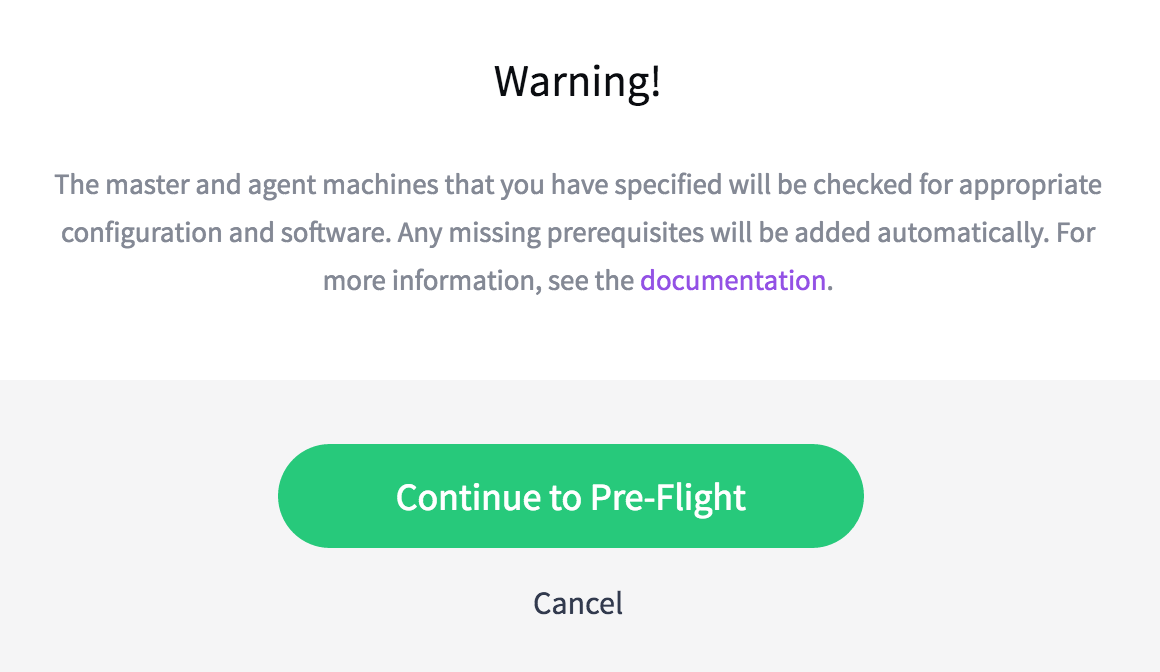 Warning!
The master and agent machines that you have specified will be checked for appropriate
configuration and software. Any missing prerequisites will be added automatically. For
more information, see the documentation.
Continue to Pre-Flight
Cancel